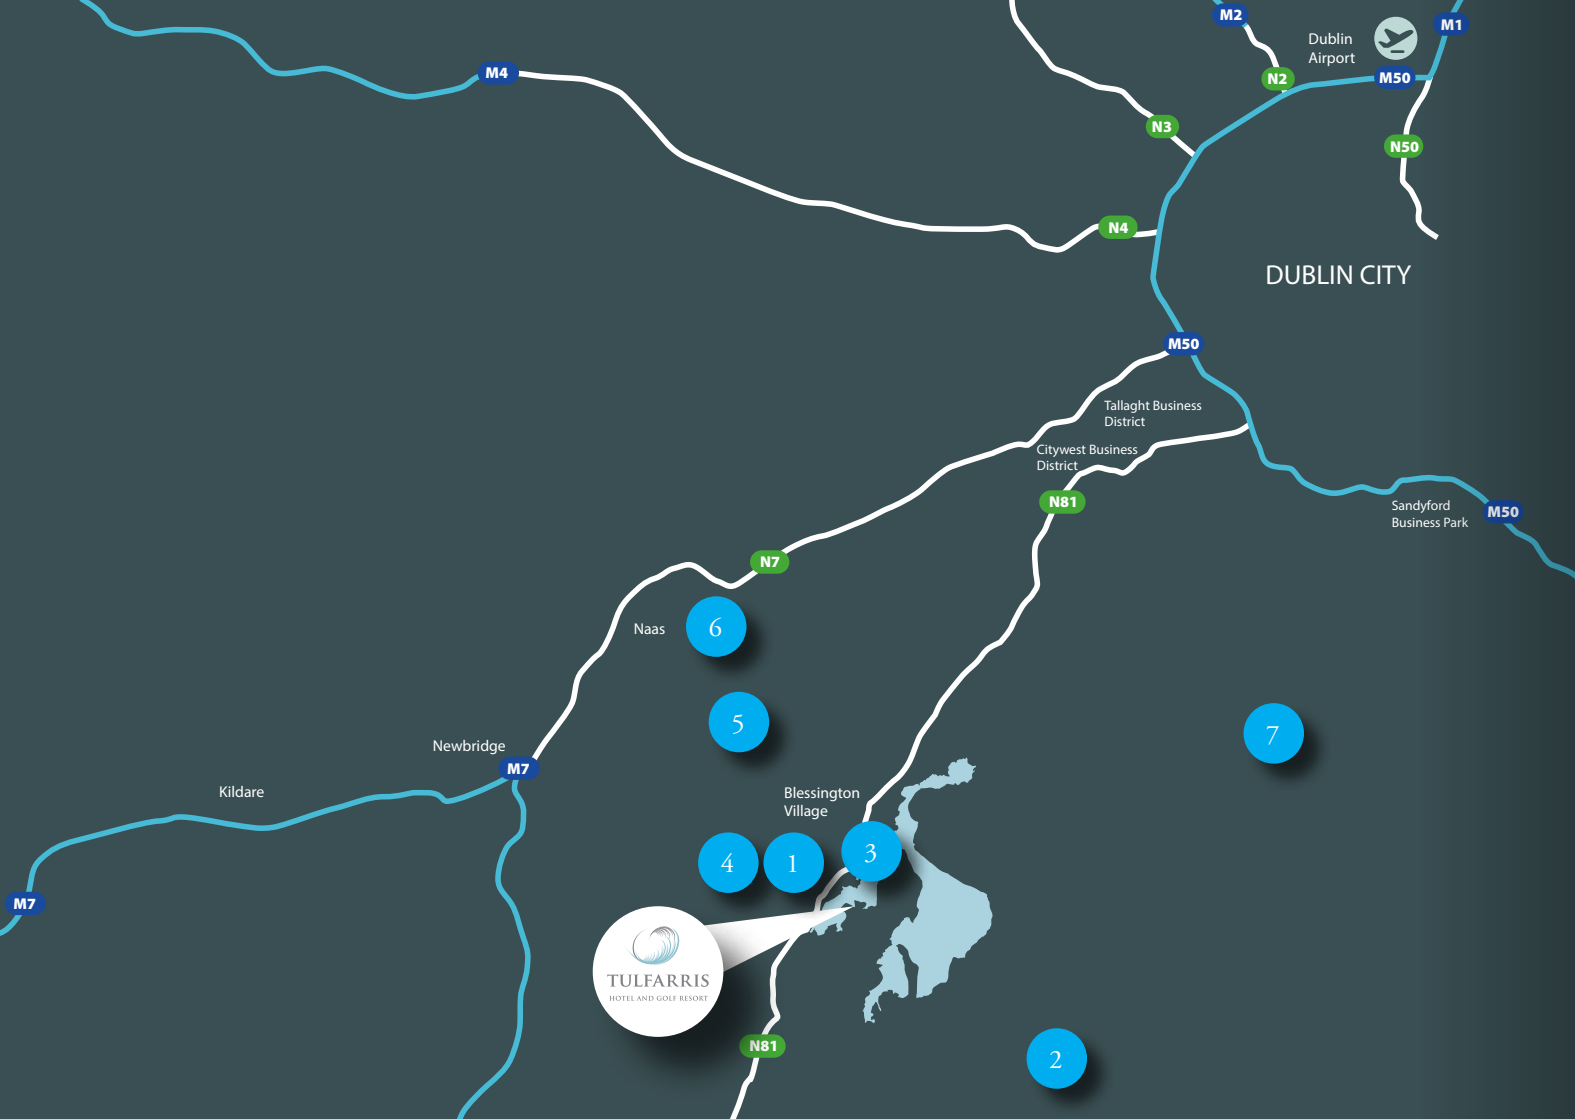 M2
M1
Dublin
Airport
M4
N2
M50
N3
N50
N4
DUBLIN CITY
M50
Tallaght Business
District
Citywest Business
District
N81
Sandyford
Business Park
M50
N7
Naas
6
5
7
Newbridge
M7
Kildare
Blessington
Village
4
1
3
M7
TULFARRIS
HOTEL AND GOLF RESORT
N81
2